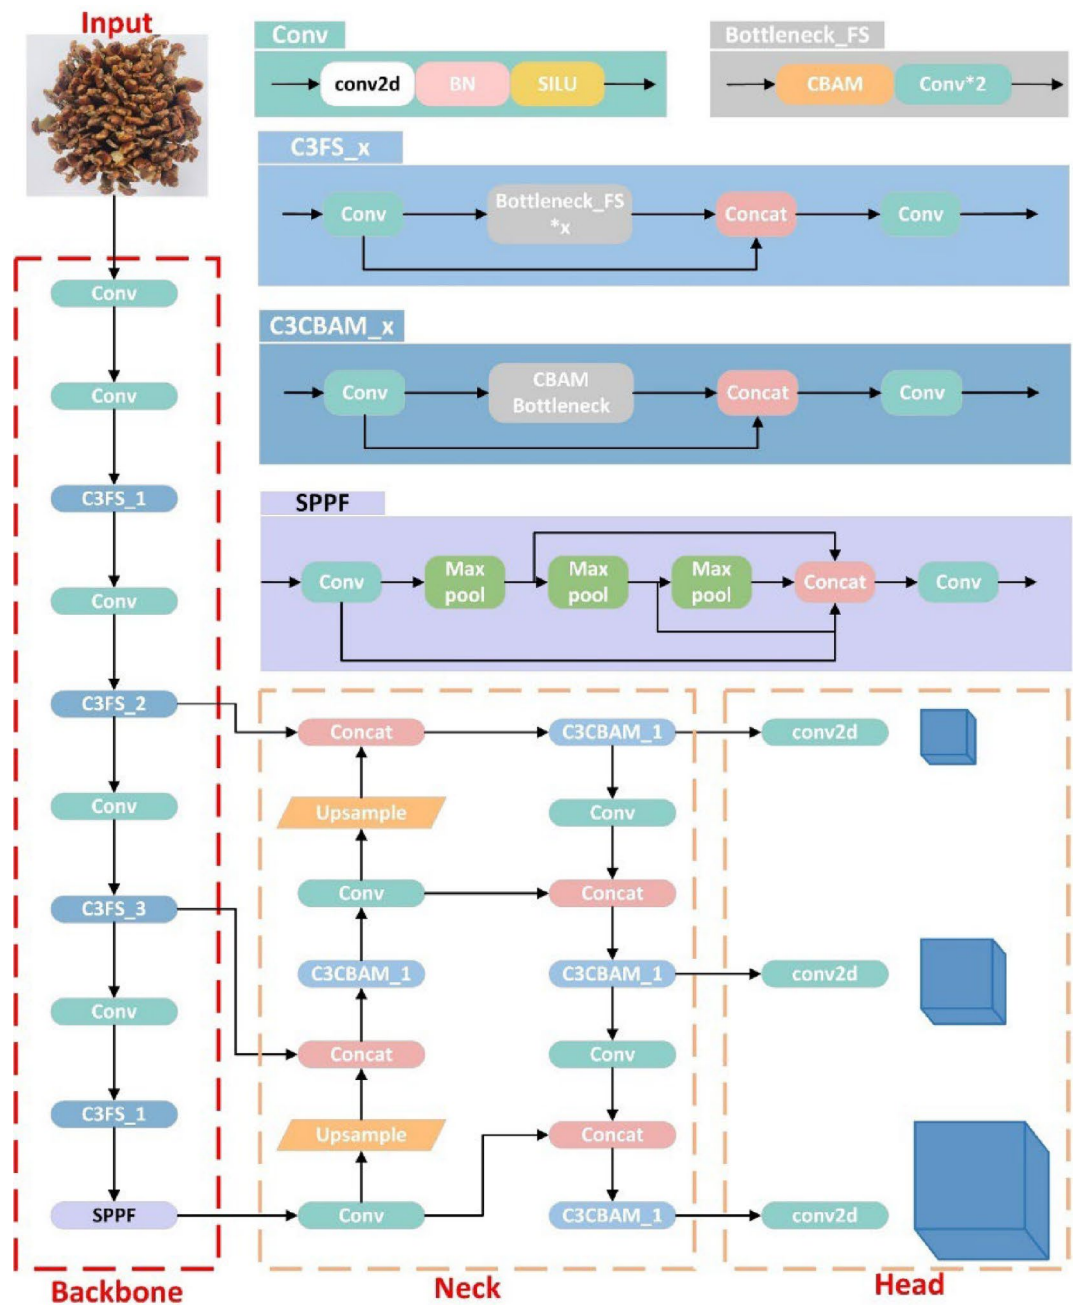 Input
Conv
conv2d
BN
SILU
Bottleneck_FS
CBAM
Conv*2
C3FS_x
Conv
Bottleneck_FS
*x
Concat
Conv
C3CBAM_x
Conv
CBAM
Bottleneck
Concat
Conv
SPPF
Conv
Max
pool
Max
pool
Max
pool
Concat
Conv
Conv
Conv
C3FS_1
Conv
C3FS_2
Conv
C3FS_3
Conv
C3FS_1
SPPF
Backbone
Concat
Upsample
Conv
C3CBAM_1
Concat
Upsample
Conv
C3CBAM_1
Conv
Concat
C3CBAM_1
Conv
Concat
C3CBAM_1
Neck
conv2d
conv2d
conv2d
Head